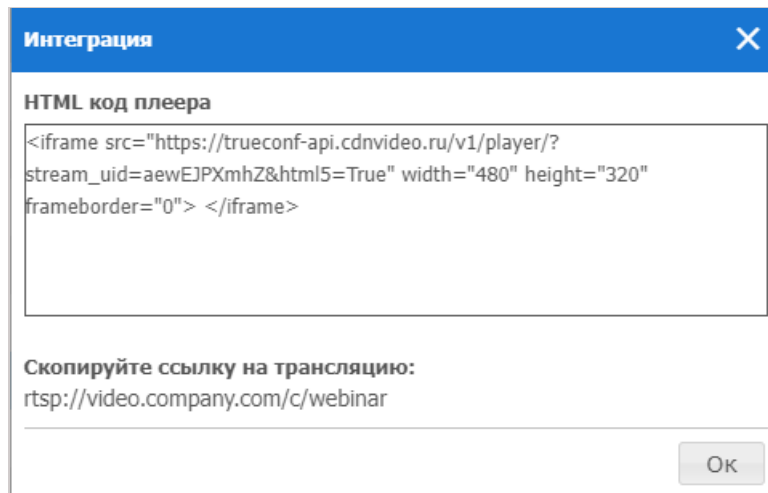 Интеграция
HTML код плеера
<iframe src="https://trueconf-api.cdnvideo.ru/v1/player/?
stream_uid=aewEJPXmhZ&html5=True" width="480" height="320"
frameborder="0"> </iframe>
Скопируйте ссылку на трансляцию:
rtsp://video.company.com/c/webinar
Ок